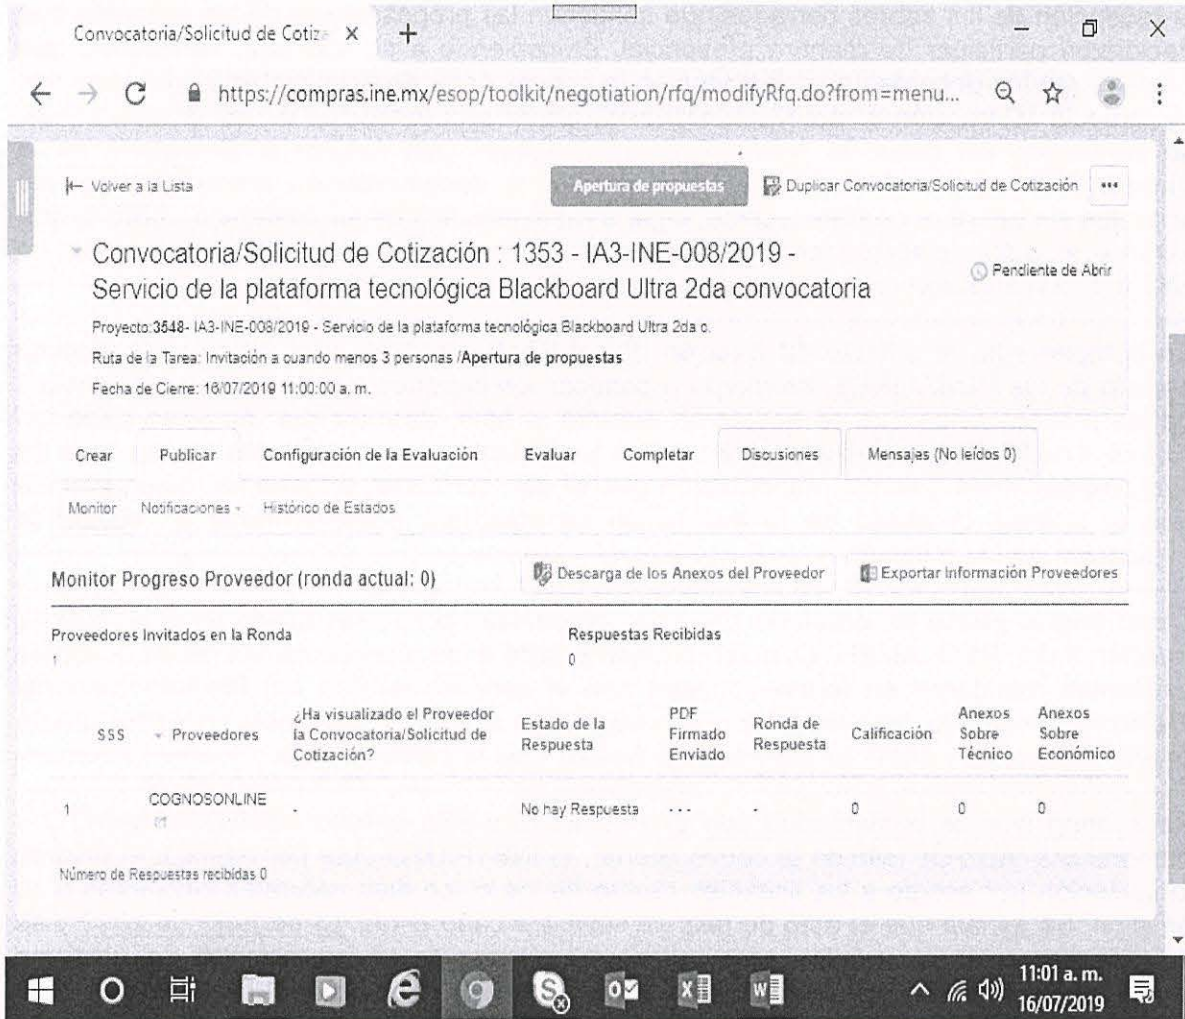 Convocatoria/Solicitud de Cotiza
https://compras.ine.mx/esop/toolkit/negotiation/rfq/modifyRfq.do?from=menu...
Volver a la Lista
Apertura de propuestas
Duplicar Convocatoria/Solicitud de Cotización
Convocatoria/Solicitud de Cotización : 1353 - IA3-INE-008/2019 -
Servicio de la plataforma tecnológica Blackboard Ultra 2da convocatoria
Pendiente de Abrir
Proyecto:3548- IA3-INE-008/2019 - Servicio de la plataforma tecnológica Blackboard Ultra 2da c.
Ruta de la Tarea: Invitación a cuando menos 3 personas /Apertura de propuestas
Fecha de Cierre: 16/07/2019 11:00:00 a. m.
Crear Publicar Configuración de la Evaluación Evaluar Completar Discusiones Mensajes (No leídos 0)
Monitor Notificaciones Histórico de Estados
Monitor Progreso Proveedor (ronda actual: 0)
Descarga de los Anexos del Proveedor
Exportar Información Proveedores
Proveedores Invitados en la Ronda
1
Respuestas Recibidas
0
SSS Proveedores
¿Ha visualizado el Proveedor
la Convocatoria/Solicitud de
Cotización?
Estado de la
Respuesta
PDF
Firmado
Enviado
Ronda de
Respuesta
Calificación
Anexos
Sobre
Técnico
Anexos
Sobre
Económico
1 COGNOSONLINE - No hay Respuesta --- - 0 0 0
Número de Respuestas recibidas 0
11:01 a. m.
16/07/2019